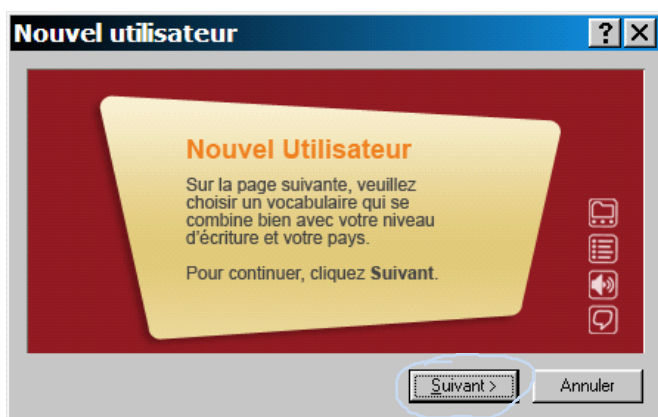 Nouvel utilisateur
Nouvel Utilisateur
Sur la page suivante, veuillez
choisir un vocabulaire qui se
combine bien avec votre niveau
d'écriture et votre pays.
Pour continuer, cliquez Suivant.
Suivant >
Annuler